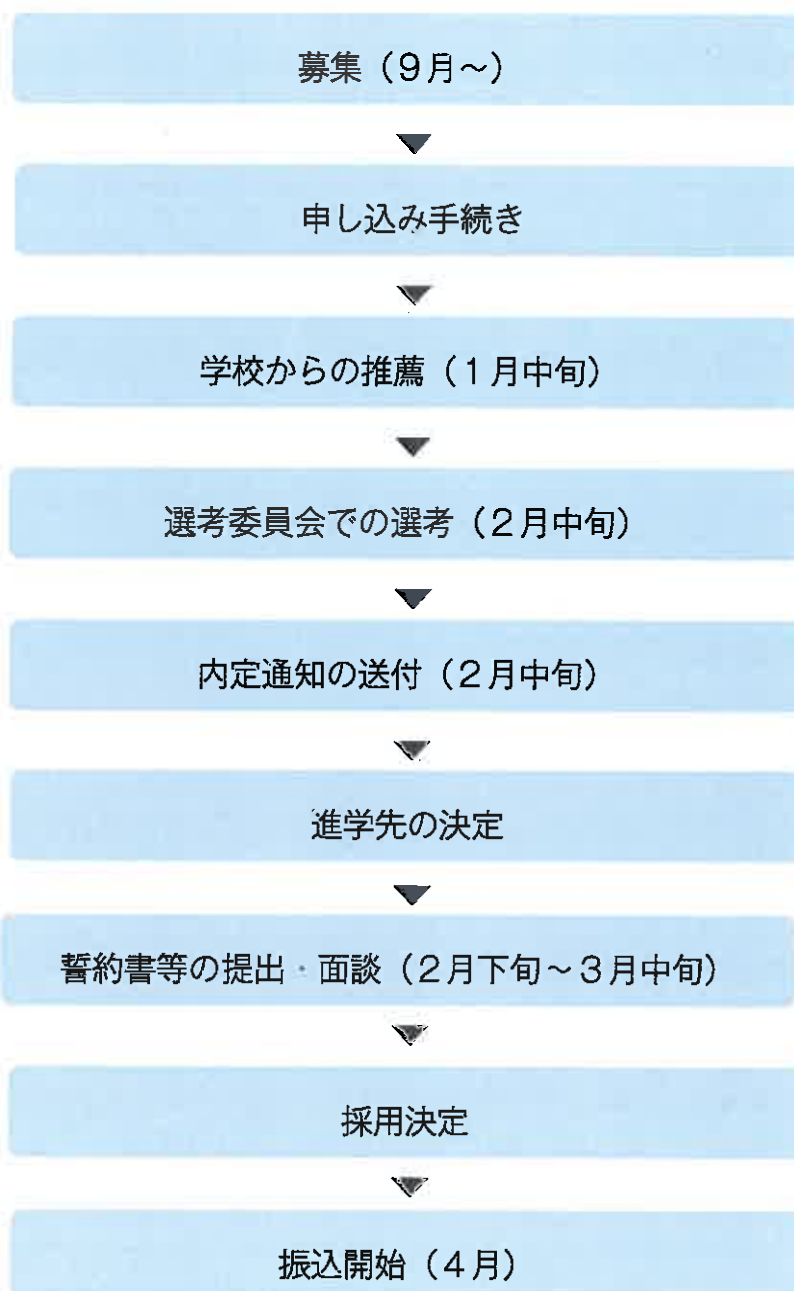 募集（９月～）
申し込み手続き
学校からの推薦（１月中旬）
選考委員会での選考（２月中旬）
内定通知の送付（２月中旬）
進学先の決定
誓約書等の提出・面談（２月下旬～３月中旬）
採用決定
振込開始（４月）